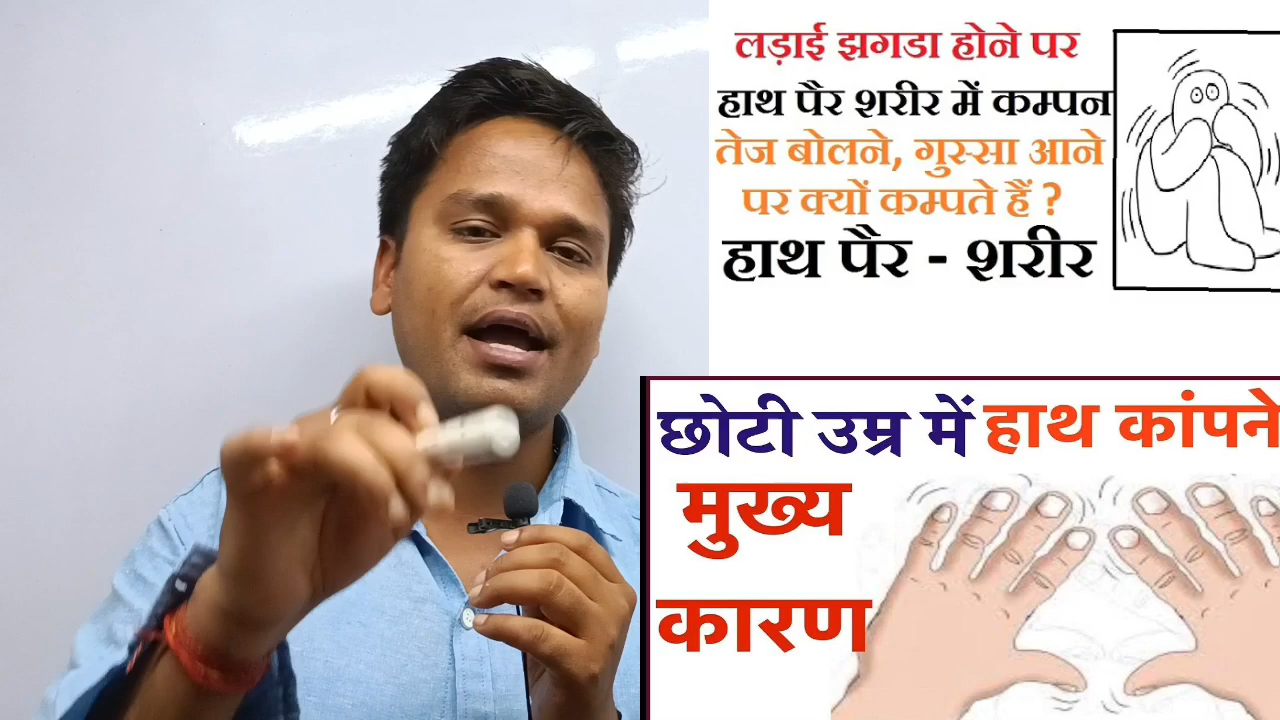 लड़ाई झगडा होने पर
हाथ पैर शरीर में कम्पन
तेज बोलने, गुस्सा आने
पर क्यों कम्पते हैं ?
हाथ पैर - शरीर
छोटी उम्र में हाथ कांपने
मुख्य
कारण